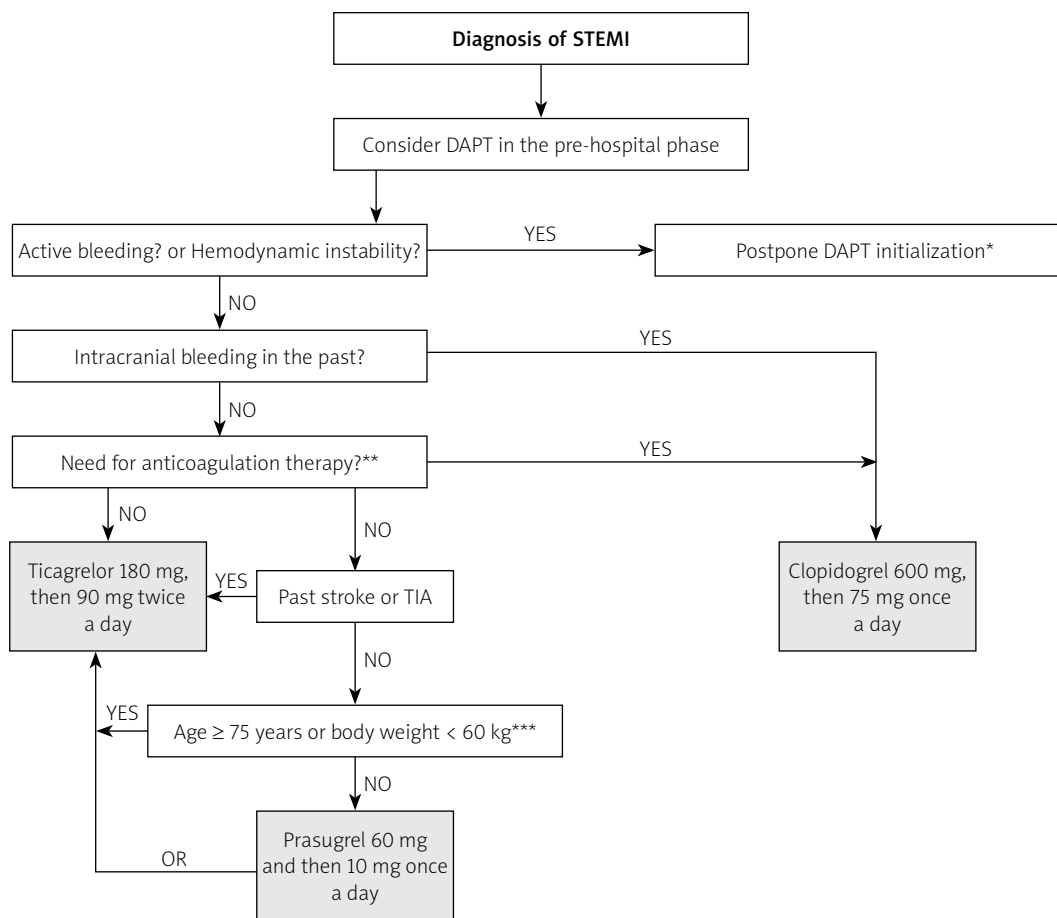 Diagnosis of STEMI
Consider DAPT in the pre-hospital phase
Active bleeding? or Hemodynamic instability?
YES
Postpone DAPT initialization*
NO
Intracranial bleeding in the past?
YES
NO
Need for anticoagulation therapy?**
YES
NO
NO
Ticagrelor 180 mg,
then 90 mg twice
a day
YES
Past stroke or TIA
Clopidogrel 600 mg,
then 75 mg once
a day
NO
YES
Age ≥ 75 years or body weight < 60 kg***
NO
OR
Prasugrel 60 mg
and then 10 mg once
a day